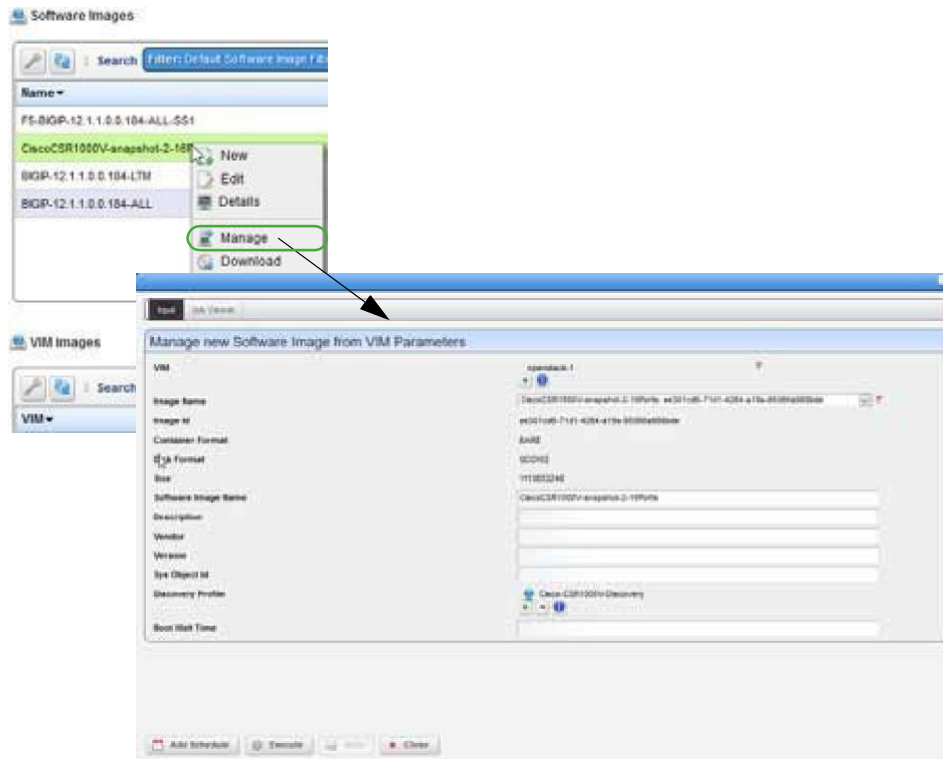 Software Images
Search Filter: Default Software Image Filt
Name
F5-BIGIP-12.1.1.0.0.184-ALL-SS1
CiscoCSR1000V-snapshot-2-16P
BIGIP-12.1.1.0.0.184-LTM
BIGIP-12.1.1.0.0.184-ALL
New
Edit
Details
Manage
Download
VIM Images
Search
VIM
Input Job Viewer
Manage new Software Image from VIM Parameters
VIM openstack-1
Image Name
Image Id
Container Format BARE
Disk Format QCOW2
Size
Software Image Name CiscoCSR1000V-snapshot-2-16Ports
Description
Vendor
Version
Sys Object Id
Discovery Profile Cisco-CSR1000V-Discovery
Boot Wait Time
Add Schedule Execute Close